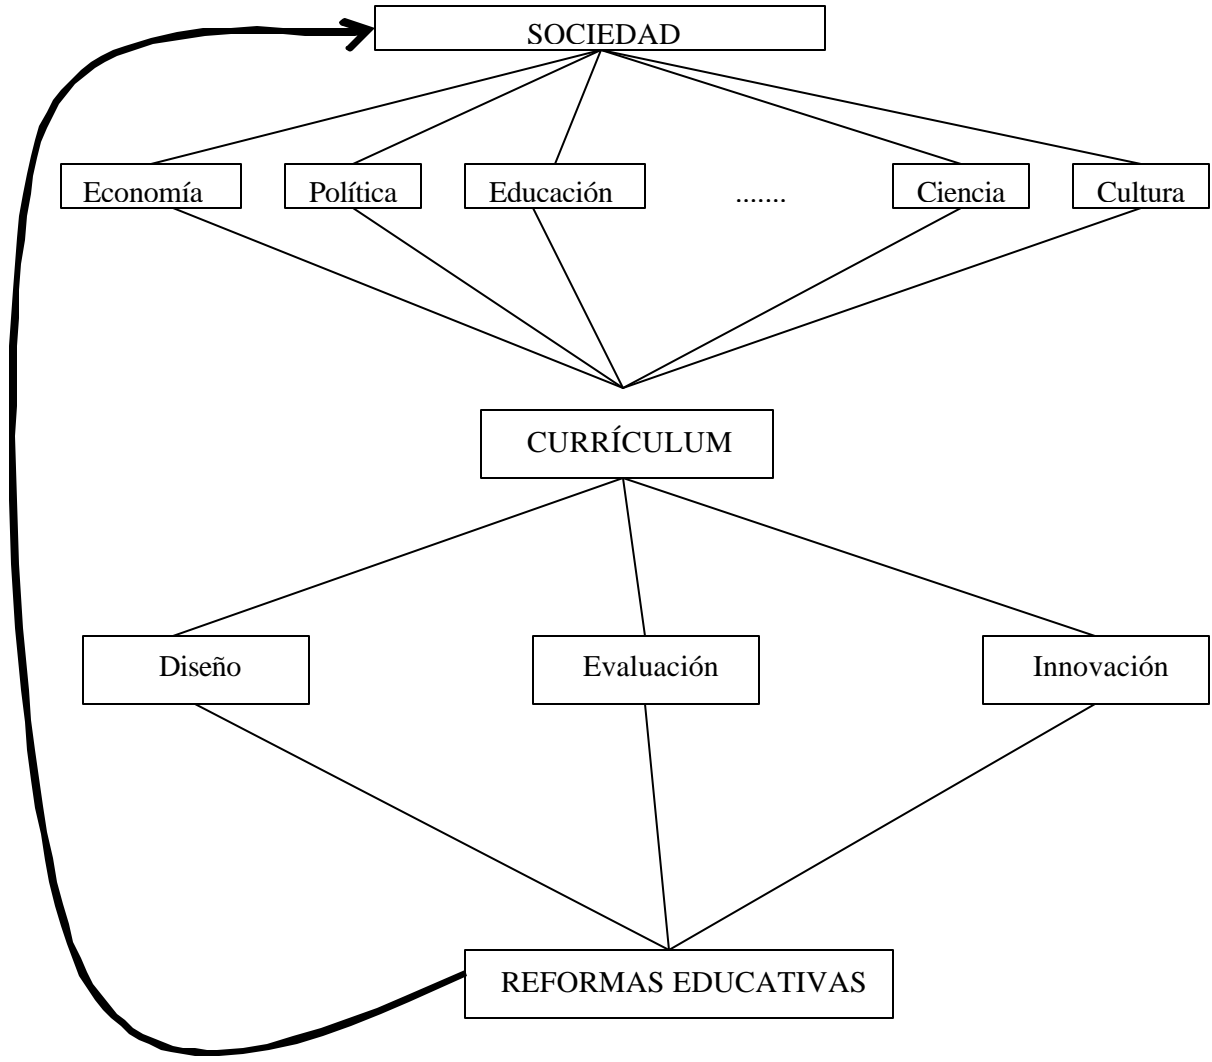 SOCIEDAD
Economía
Política
Educación
.......
Ciencia
Cultura
CURRÍCULUM
Diseño
Evaluación
Innovación
REFORMAS EDUCATIVAS